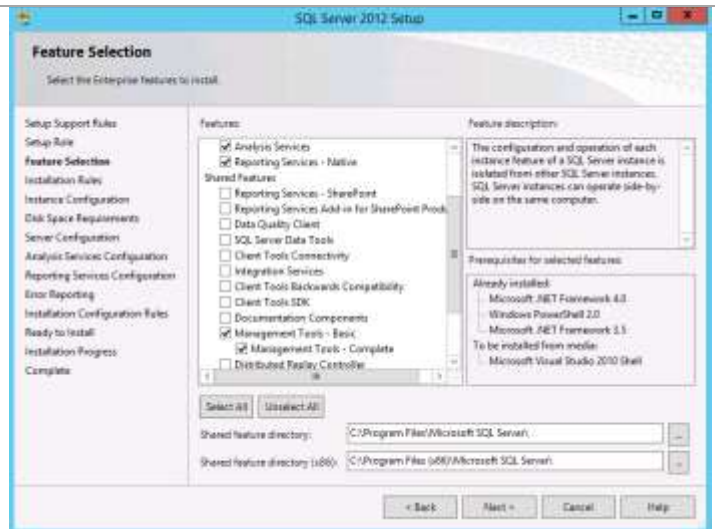 SQL Server 2012 Setup
Feature Selection
Select the Enterprise features to install.
Setup Support Rules
Setup Role
Feature Selection
Installation Rules
Instance Configuration
Disk Space Requirements
Server Configuration
Analysis Services Configuration
Reporting Services Configuration
Error Reporting
Installation Configuration Rules
Ready to Install
Installation Progress
Complete
Features:
Analysis Services
Reporting Services - Native
Shared Features
Reporting Services - SharePoint
Reporting Services Add-in for SharePoint Produ
Data Quality Client
SQL Server Data Tools
Client Tools Connectivity
Integration Services
Client Tools Backwards Compatibility
Client Tools SDK
Documentation Components
Management Tools - Basic
Management Tools - Complete
Distributed Replay Controller
Select All
Unselect All
Feature description:
The configuration and operation of each
instance feature of a SQL Server instance is
isolated from other SQL Server instances.
SQL Server instances can operate side-by-
side on the same computer.
Prerequisites for selected features:
Already installed:
Microsoft .NET Framework 4.0
Windows PowerShell 2.0
Microsoft .NET Framework 3.5
To be installed from media:
Microsoft Visual Studio 2010 Shell
Shared feature directory: C:\Program Files\Microsoft SQL Server\ ...
Shared feature directory (x86): C:\Program Files (x86)\Microsoft SQL Server\ ...
< Back
Next >
Cancel
Help